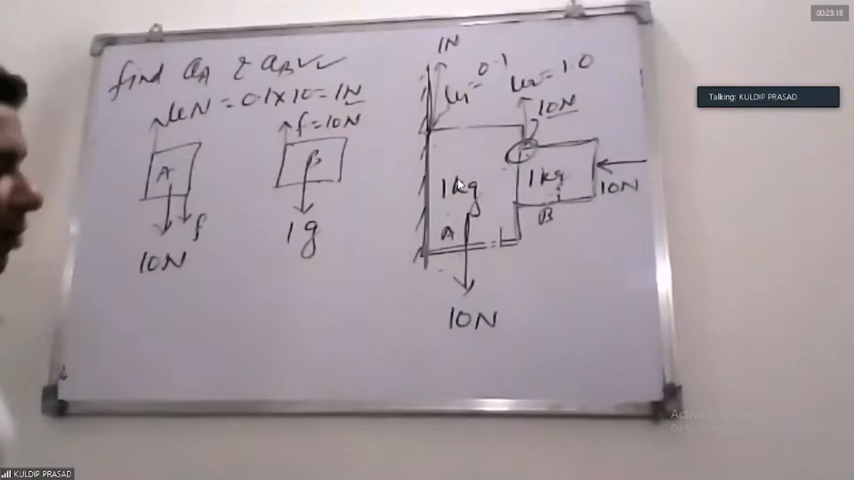 00:23:18
Talking: KULDIP PRASAD
find aA & aB
μN = 0.1 × 10 = 1N
f = 10N
A
B
f
10N
1g
1N
μ1 = 0.1
μ2 = 1.0
10N
1kg
1kg
10N
A
B
10N
KULDIP PRASAD